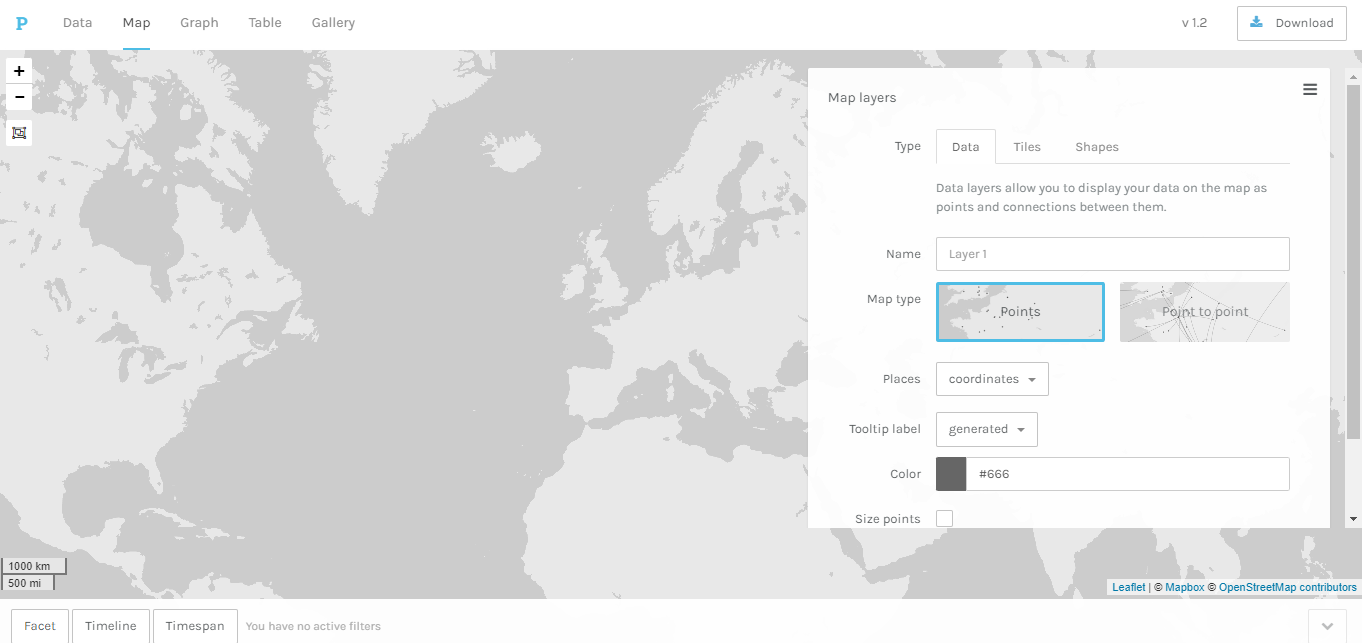 P Data Map Graph Table Gallery v 1.2 Download
+
−
Map layers
Type Data Tiles Shapes
Data layers allow you to display your data on the map as
points and connections between them.
Name Layer 1
Map type Points Point to point
Places coordinates
Tooltip label generated
Color #666
Size points
1000 km
500 mi
Leaflet | © Mapbox © OpenStreetMap contributors
Facet Timeline Timespan You have no active filters